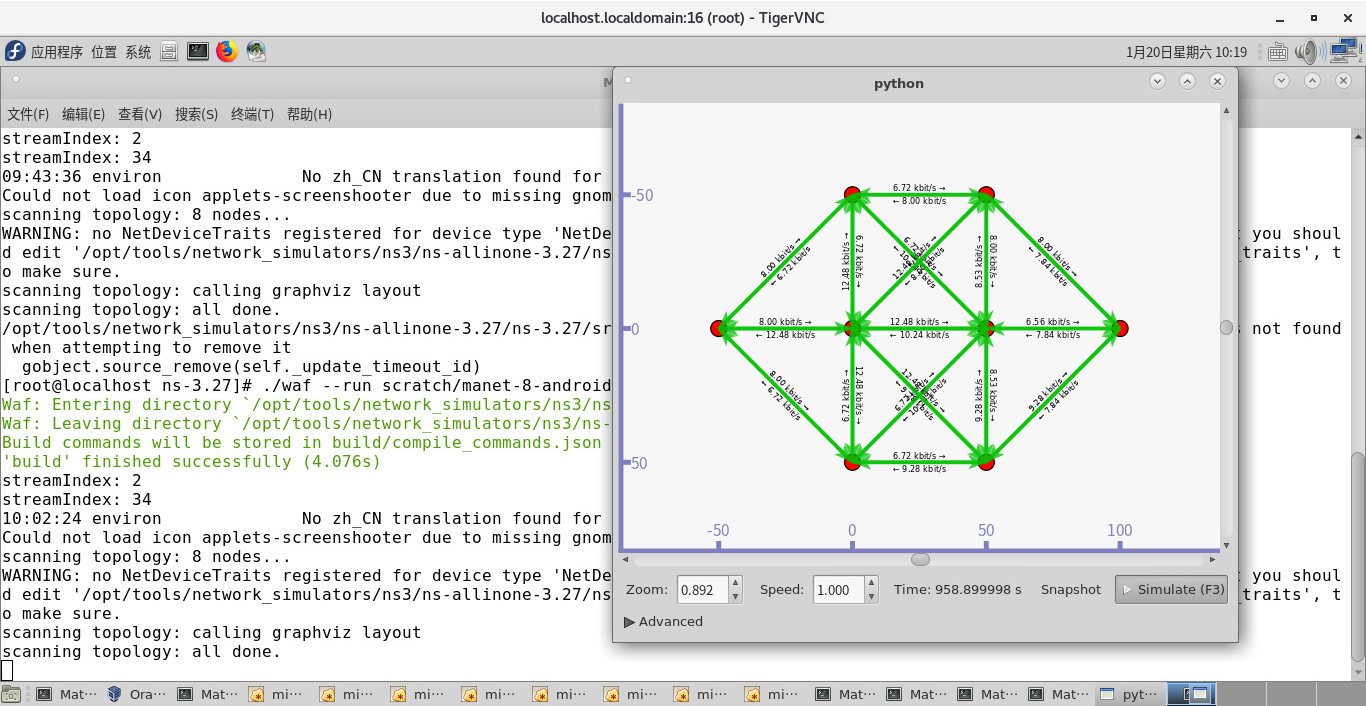 localhost.localdomain:16 (root) - TigerVNC
应用程序 位置 系统
1月20日星期六 10:19
python
文件(F) 编辑(E) 查看(V) 搜索(S) 终端(T) 帮助(H)
streamIndex: 2
streamIndex: 34
09:43:36 environ No zh_CN translation found for
Could not load icon applets-screenshooter due to missing gnom
scanning topology: 8 nodes...
WARNING: no NetDeviceTraits registered for device type 'NetDe
t you shoul
d edit '/opt/tools/network_simulators/ns3/ns-allinone-3.27/ns
_traits', t
o make sure.
scanning topology: calling graphviz layout
scanning topology: all done.
/opt/tools/network_simulators/ns3/ns-allinone-3.27/ns-3.27/sr
s not found
when attempting to remove it
gobject.source_remove(self._update_timeout_id)
[root@localhost ns-3.27]# ./waf --run scratch/manet-8-android
Waf: Entering directory `/opt/tools/network_simulators/ns3/ns
Waf: Leaving directory `/opt/tools/network_simulators/ns3/ns-
Build commands will be stored in build/compile_commands.json
'build' finished successfully (4.076s)
streamIndex: 2
streamIndex: 34
10:02:24 environ No zh_CN translation found for
Could not load icon applets-screenshooter due to missing gnom
scanning topology: 8 nodes...
WARNING: no NetDeviceTraits registered for device type 'NetDe
t you shoul
d edit '/opt/tools/network_simulators/ns3/ns-allinone-3.27/ns
_traits', t
o make sure.
scanning topology: calling graphviz layout
scanning topology: all done.
-50
0
50
6.72 kbit/s →
← 8.00 kbit/s
8.00 kbit/s →
← 6.72 kbit/s
12.48 kbit/s →
← 6.72 kbit/s
8.53 kbit/s →
← 8.00 kbit/s
8.00 kbit/s →
← 7.84 kbit/s
8.00 kbit/s →
← 12.48 kbit/s
12.48 kbit/s →
← 10.24 kbit/s
6.56 kbit/s →
← 7.84 kbit/s
8.00 kbit/s →
← 6.72 kbit/s
6.72 kbit/s →
← 12.48 kbit/s
9.28 kbit/s →
← 8.53 kbit/s
9.28 kbit/s →
← 7.84 kbit/s
6.72 kbit/s →
← 9.28 kbit/s
-50 0 50 100
Zoom: 0.892 Speed: 1.000 Time: 958.899998 s Snapshot Simulate (F3)
Advanced
Mat… Ora… Mat… mi… mi… mi… mi… mi… mi… mi… mi… Mat… Mat… Mat… Mat… pyt…